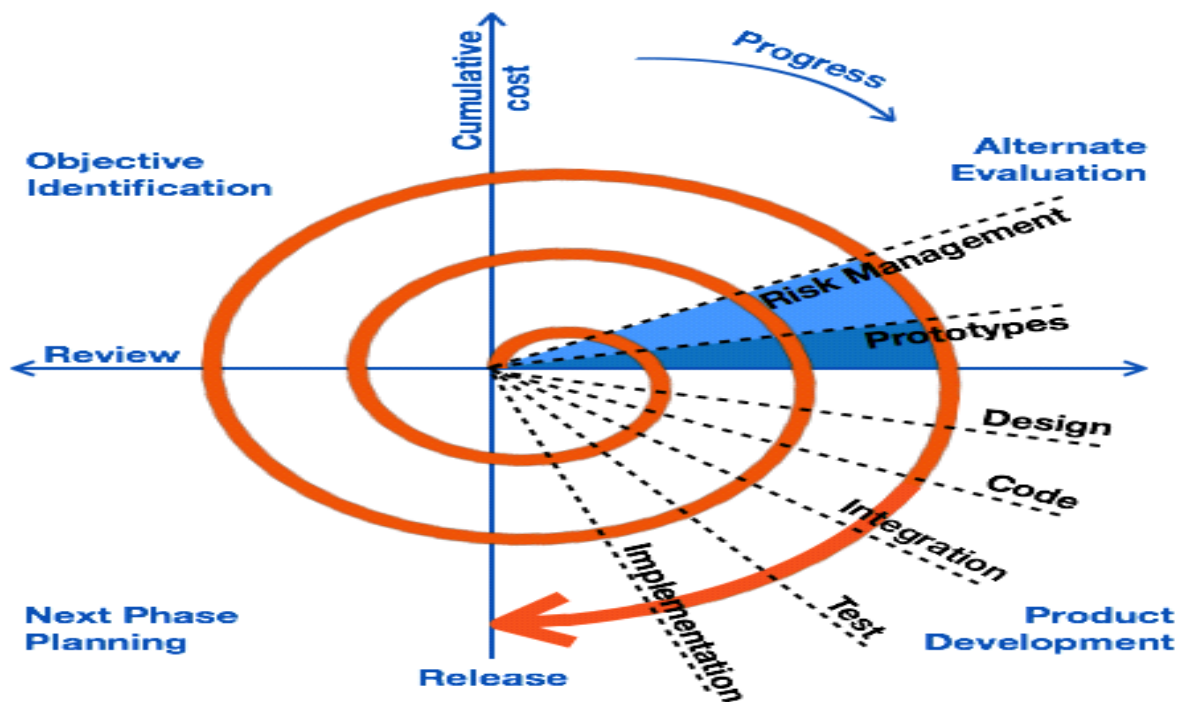 Cumulative
cost
Progress
Objective
Identification
Alternate
Evaluation
Risk Management
Prototypes
Review
Design
Code
Integration
Test
Implementation
Next Phase
Planning
Product
Development
Release